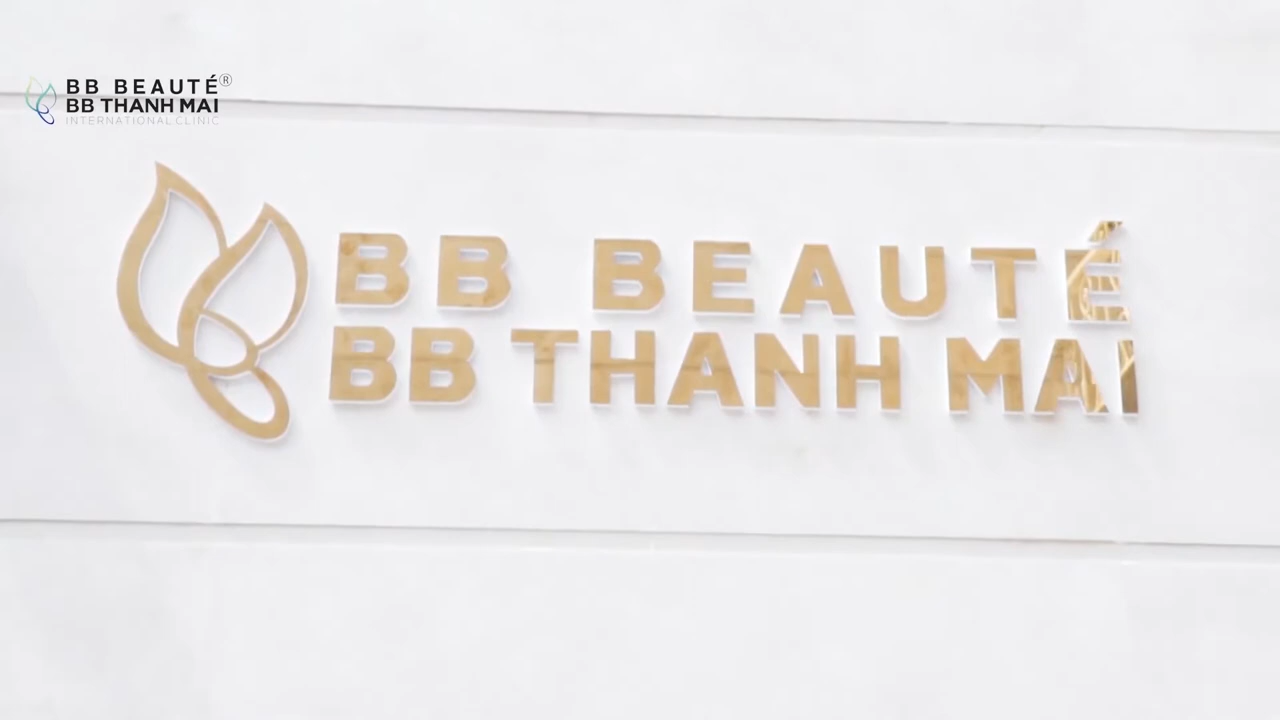 BB BEAUTÉ®
BB THANH MAI
INTERNATIONAL CLINIC
BB BEAUTÉ
BB THANH MAI